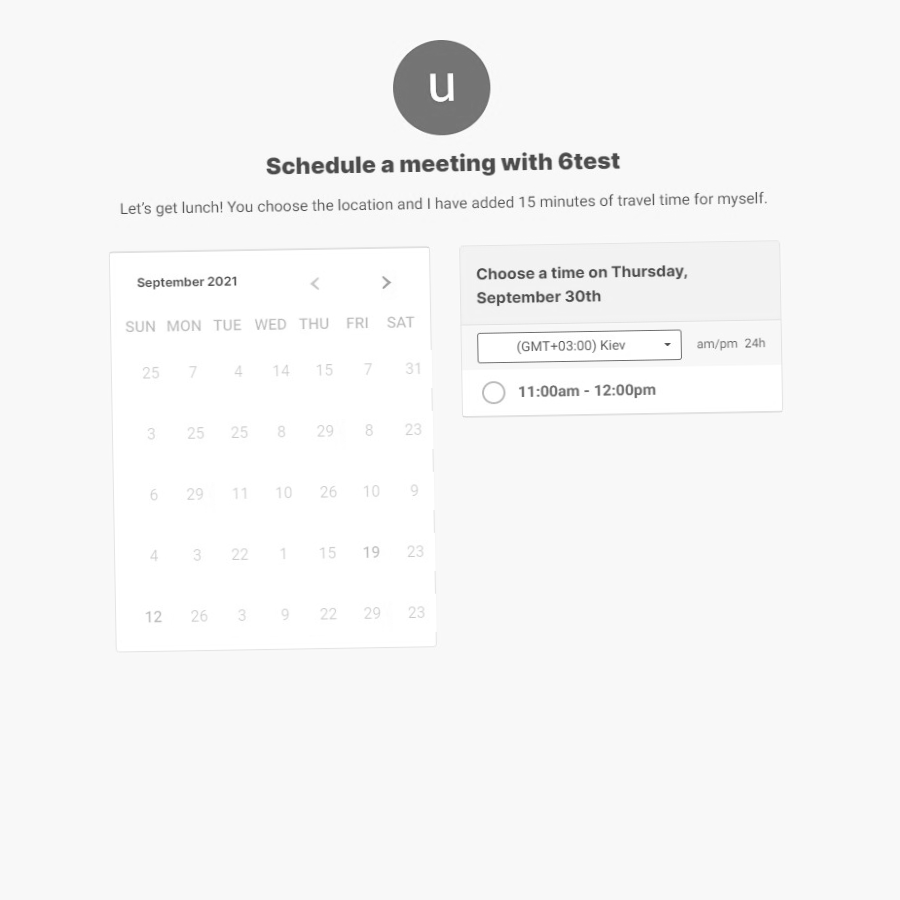 u
Schedule a meeting with 6test
Let's get lunch! You choose the location and I have added 15 minutes of travel time for myself.
September 2021
SUN MON TUE WED THU FRI SAT
25 7 4 14 15 7 31
3 25 25 8 29 8 23
6 29 11 10 26 10 9
4 3 22 1 15 19 23
12 26 3 9 22 29 23
Choose a time on Thursday,
September 30th
(GMT+03:00) Kiev
am/pm 24h
11:00am - 12:00pm